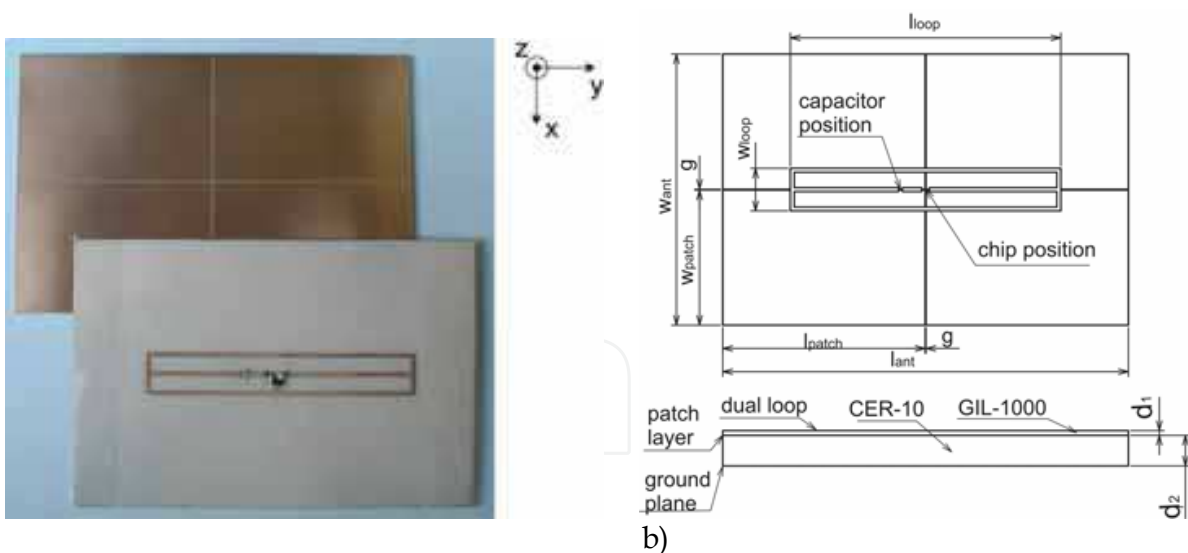 z
y
x
lloop
capacitor
position
wloop
g
want
wpatch
chip position
lpatch
g
lant
dual loop
CER-10
GIL-1000
d1
patch
layer
ground
plane
d2
b)